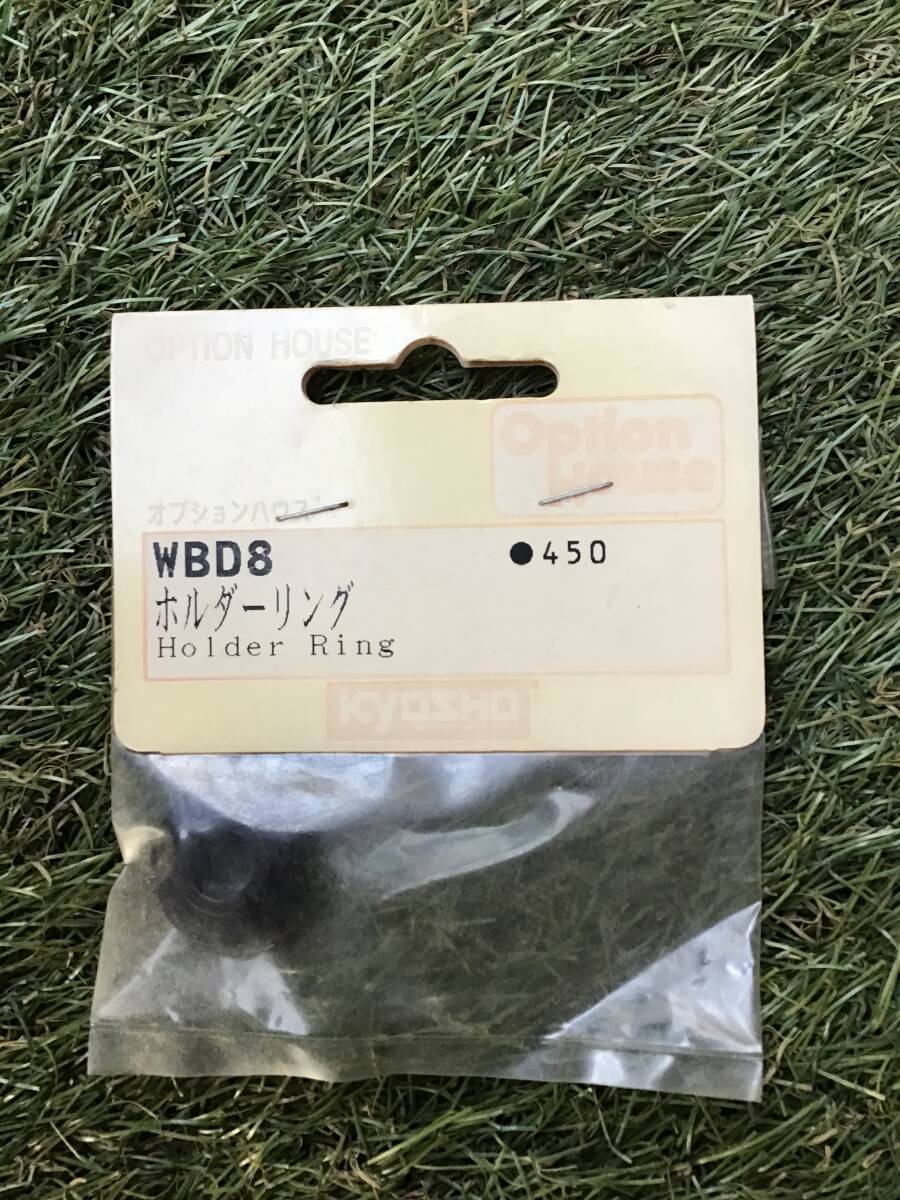 OPTION HOUSE
Option House
オプションハウス
WBD8 ●450
ホルダーリング
Holder Ring
KYOSHO